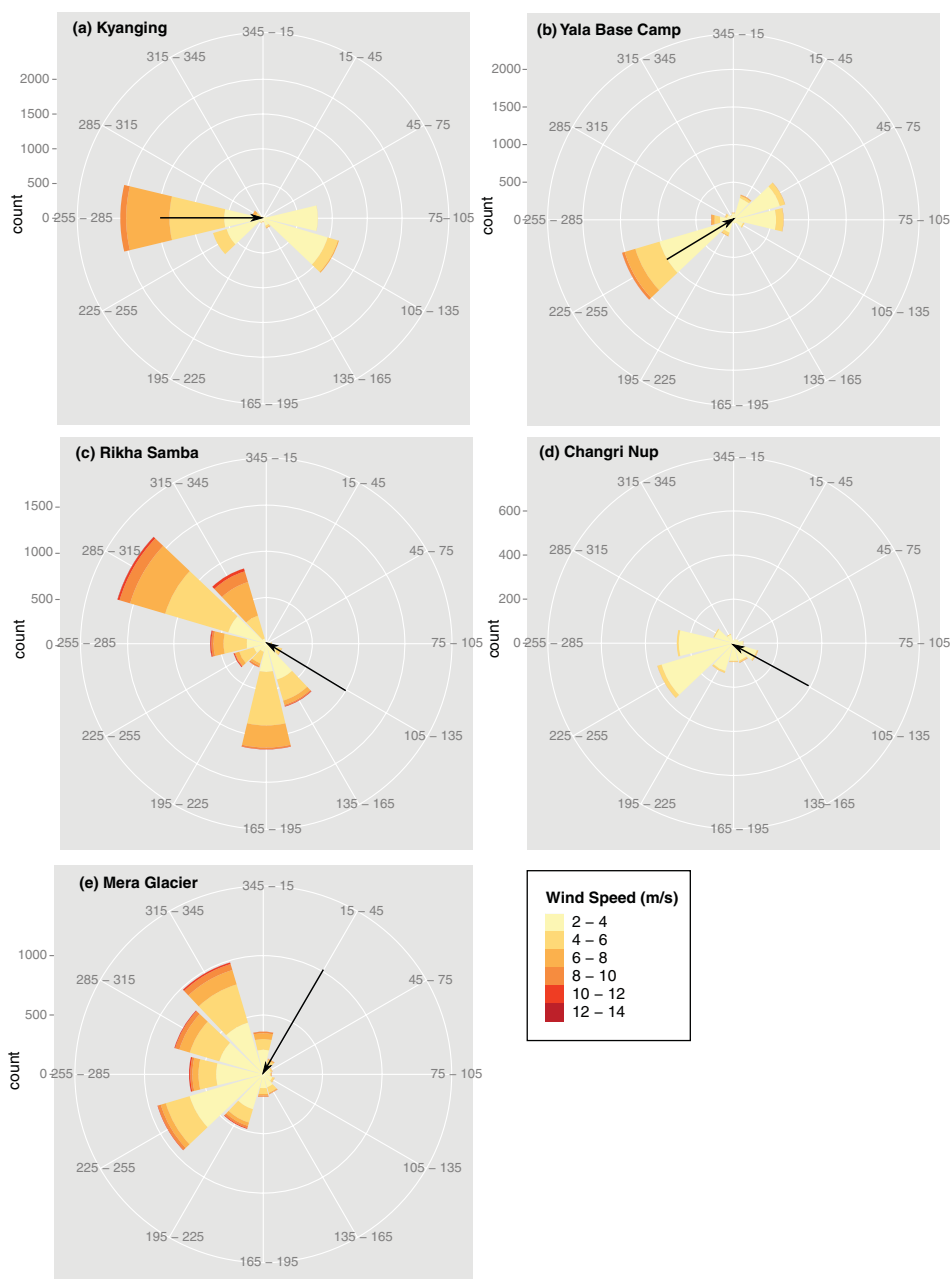 (a) Kyanging
345 – 15
315 – 345
15 – 45
2000
285 – 315
45 – 75
1500
1000
500
count
0
255 – 285
75 – 105
225 – 255
105 – 135
195 – 225
135 – 165
165 – 195
(b) Yala Base Camp
345 – 15
315 – 345
15 – 45
2000
285 – 315
45 – 75
1500
1000
500
count
0
255 – 285
75 – 105
225 – 255
105 – 135
195 – 225
135 – 165
165 – 195
(c) Rikha Samba
345 – 15
315 – 345
15 – 45
1500
285 – 315
45 – 75
1000
500
count
0
255 – 285
75 – 105
225 – 255
105 – 135
195 – 225
135 – 165
165 – 195
(d) Changri Nup
345 – 15
315 – 345
15 – 45
600
285 – 315
45 – 75
400
200
count
0
255 – 285
75 – 105
225 – 255
105 – 135
195 – 225
135 – 165
165 – 195
(e) Mera Glacier
345 – 15
315 – 345
15 – 45
1000
285 – 315
45 – 75
500
count
0
255 – 285
75 – 105
225 – 255
105 – 135
195 – 225
135 – 165
165 – 195
Wind Speed (m/s)
2 – 4
4 – 6
6 – 8
8 – 10
10 – 12
12 – 14